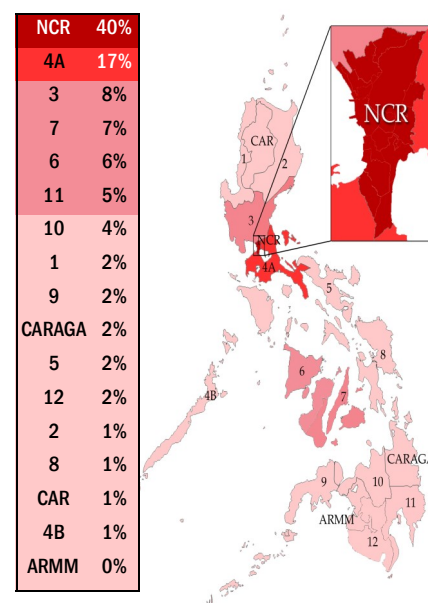 NCR 40%
4A 17%
3 8%
7 7%
6 6%
11 5%
10 4%
1 2%
9 2%
CARAGA 2%
5 2%
12 2%
2 1%
8 1%
CAR 1%
4B 1%
ARMM 0%
NCR
CAR
1
2
3
NCR
4A
5
6
7
8
4B
CARAGA
9
10
11
ARMM
12